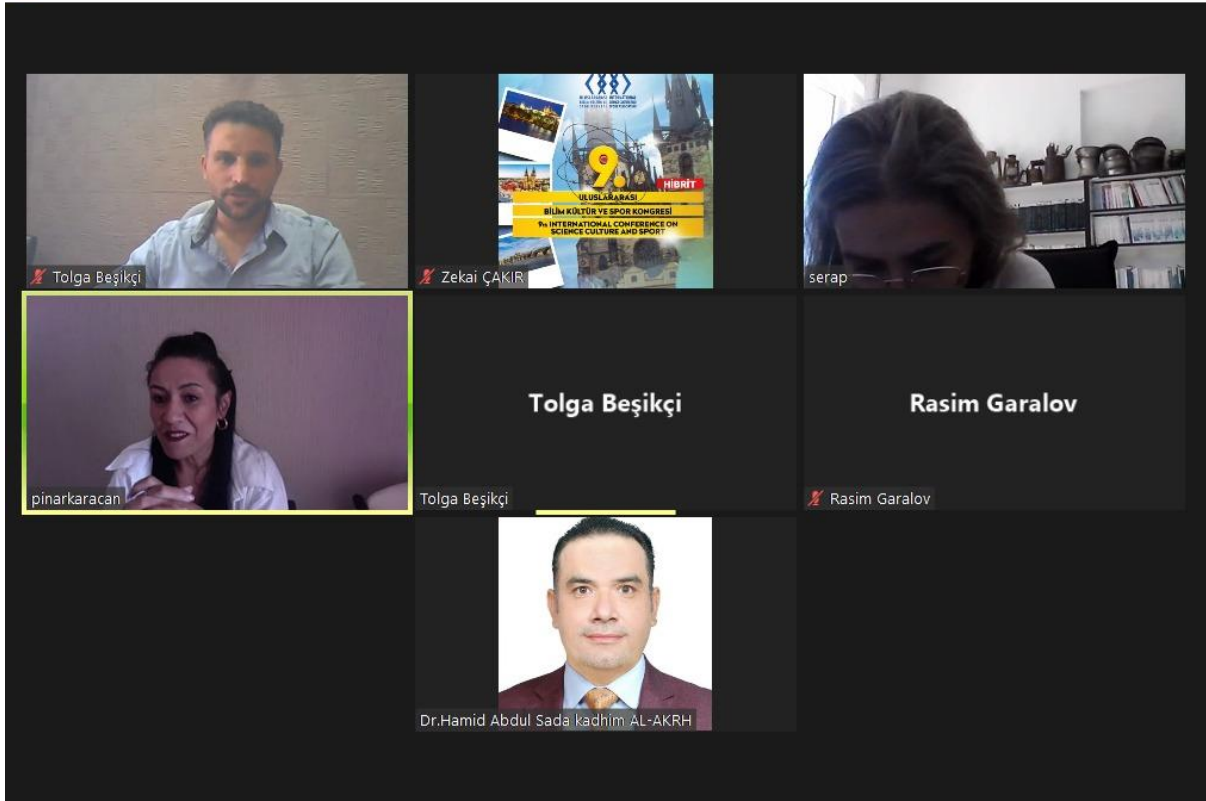 Tolga Beşikçi
9.
HİBRİT
ULUSLARARASI
BİLİM KÜLTÜR VE SPOR KONGRESİ
9th INTERNATIONAL CONFERENCE ON
SCIENCE CULTURE AND SPORT
Zekai ÇAKIR
serap
pinarkaracan
Tolga Beşikçi
Tolga Beşikçi
Rasim Garalov
Rasim Garalov
Dr.Hamid Abdul Sada kadhim AL-AKRH